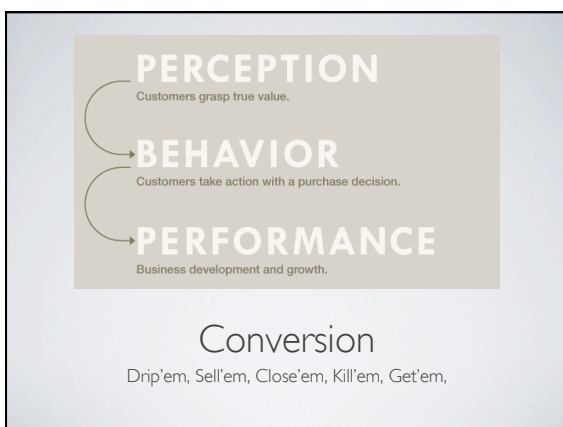 PERCEPTION
Customers grasp true value.
BEHAVIOR
Customers take action with a purchase decision.
PERFORMANCE
Business development and growth.
Conversion
Drip'em, Sell'em, Close'em, Kill'em, Get'em,